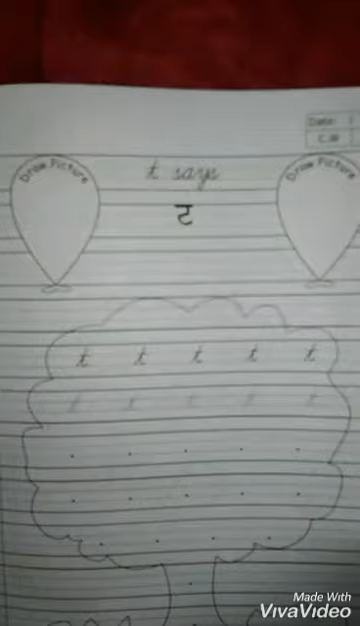 Date: /
C.W
Draw Picture
t says
Draw Picture
ट
t t t t t
t t t t t
Made With
VivaVideo